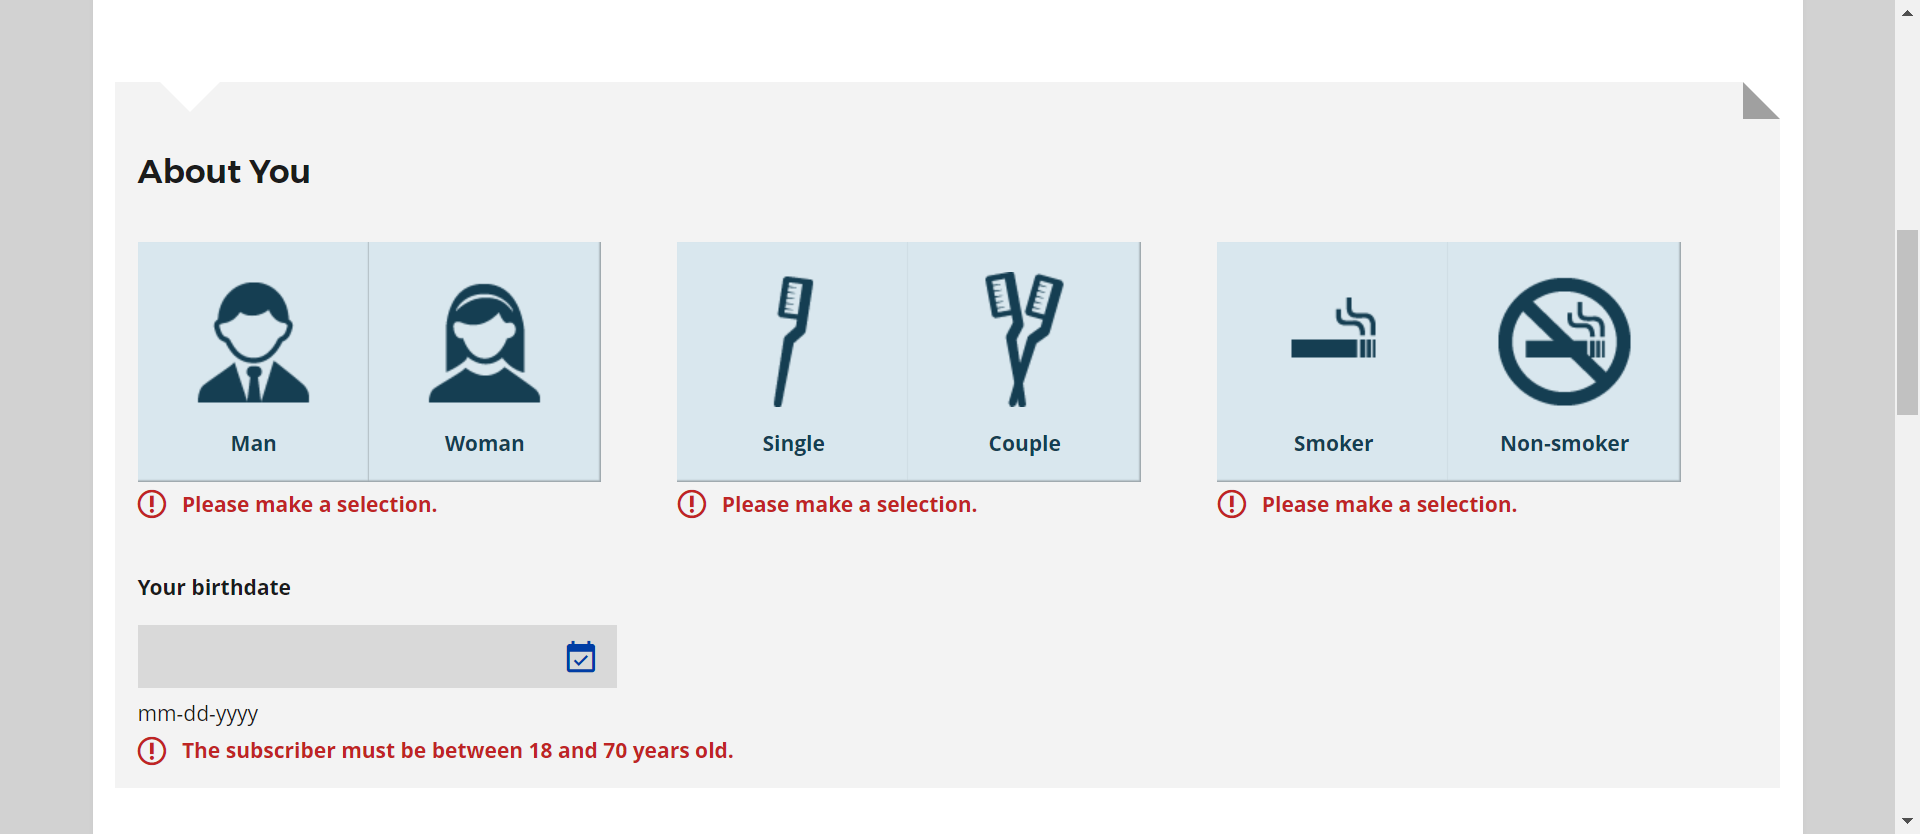 About You
Man
Woman
Single
Couple
Smoker
Non-smoker
Please make a selection.
Please make a selection.
Please make a selection.
Your birthdate
mm-dd-yyyy
The subscriber must be between 18 and 70 years old.